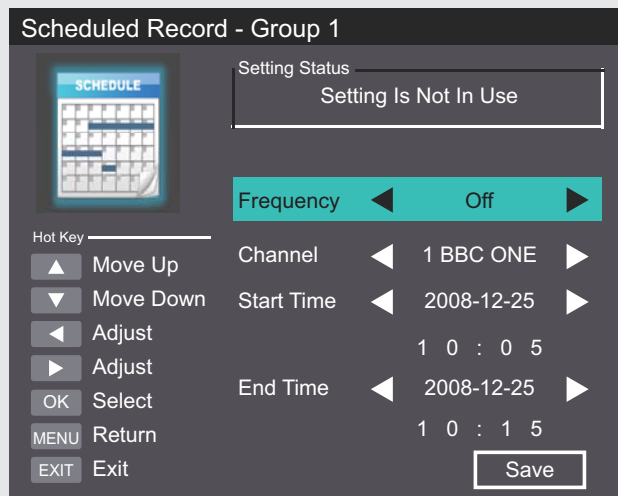 Scheduled Record - Group 1
SCHEDULE
Setting Status
Setting Is Not In Use
Frequency Off
Channel 1 BBC ONE
Start Time 2008-12-25
1 0 : 0 5
End Time 2008-12-25
1 0 : 1 5
Save
Hot Key
Move Up
Move Down
Adjust
Adjust
OK Select
MENU Return
EXIT Exit